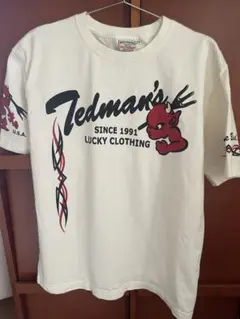 Tedman's
SINCE 1991
LUCKY CLOTHING
U.S.A.